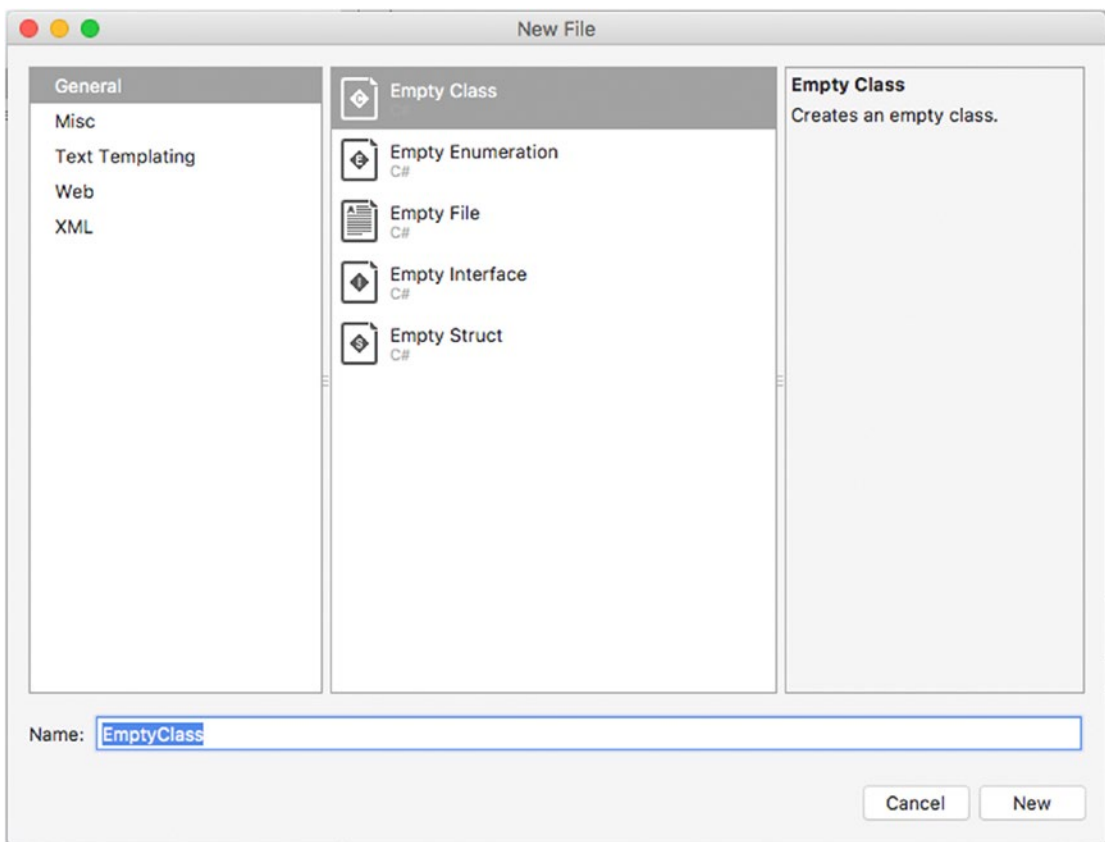 New File
General
Misc
Text Templating
Web
XML
Empty Class
Empty Enumeration
C#
Empty File
C#
Empty Interface
C#
Empty Struct
C#
Empty Class
Creates an empty class.
Name: EmptyClass
Cancel New